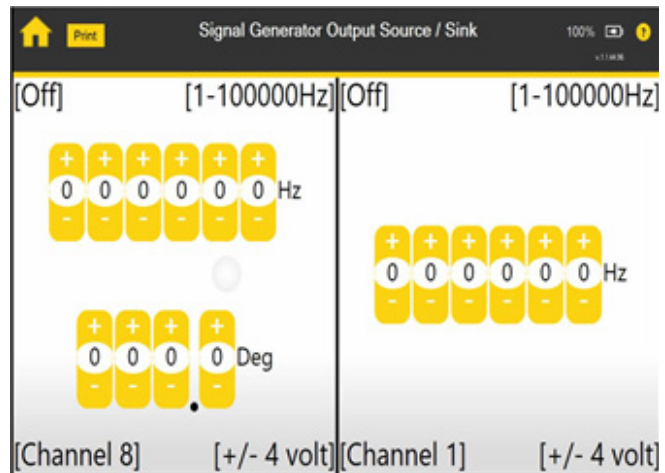 Print
Signal Generator Output Source / Sink
100%
[Off] [1-100000Hz]
+ + + + + +
0 0 0 0 0 0 Hz
- - - - - -
+ + + +
0 0 0 . 0 Deg
- - - -
[Channel 8] [+/- 4 volt]
[Off] [1-100000Hz]
+ + + + + +
0 0 0 0 0 0 Hz
- - - - - -
[Channel 1] [+/- 4 volt]